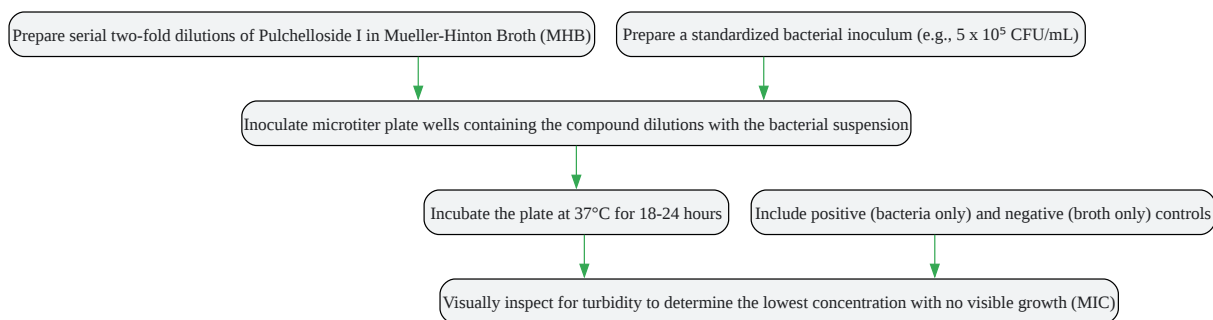 Prepare serial two-fold dilutions of Pulchelloside I in Mueller-Hinton Broth (MHB)
Prepare a standardized bacterial inoculum (e.g., 5 x 10⁵ CFU/mL)
Inoculate microtiter plate wells containing the compound dilutions with the bacterial suspension
Incubate the plate at 37°C for 18-24 hours
Include positive (bacteria only) and negative (broth only) controls
Visually inspect for turbidity to determine the lowest concentration with no visible growth (MIC)